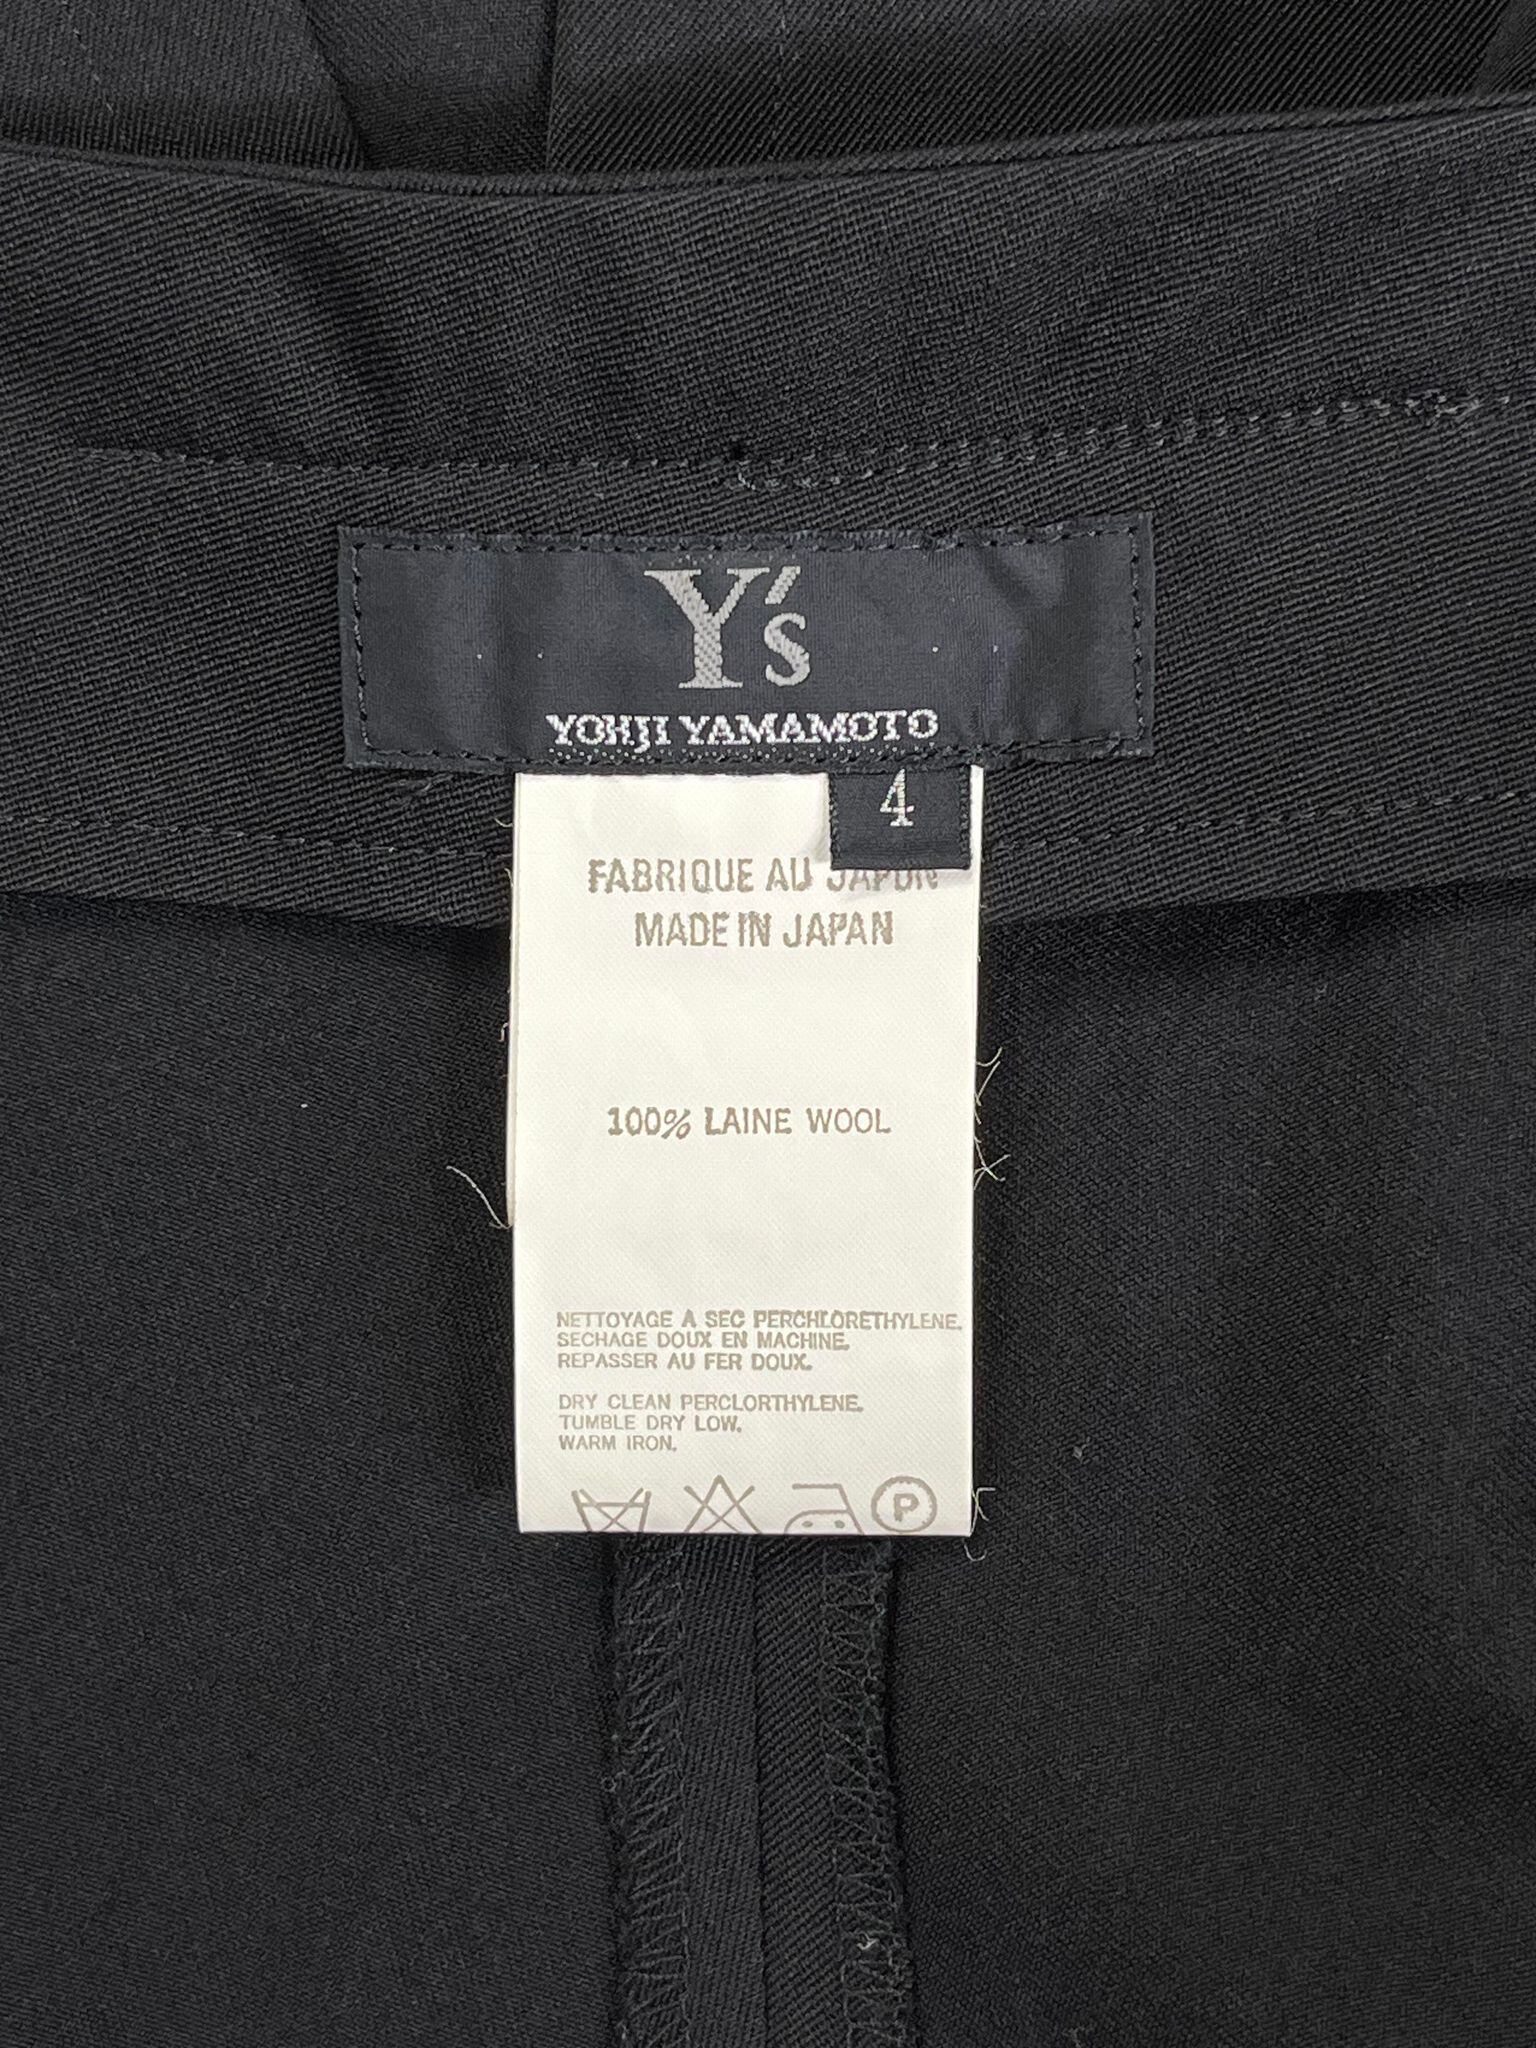 Y's
YOHJI YAMAMOTO
4
FABRIQUE AU JAPON
MADE IN JAPAN
100% LAINE WOOL
NETTOYAGE A SEC PERCHLORETHYLENE.
SECHAGE DOUX EN MACHINE.
REPASSER AU FER DOUX.
DRY CLEAN PERCLORTHYLENE.
TUMBLE DRY LOW.
WARM IRON.
P